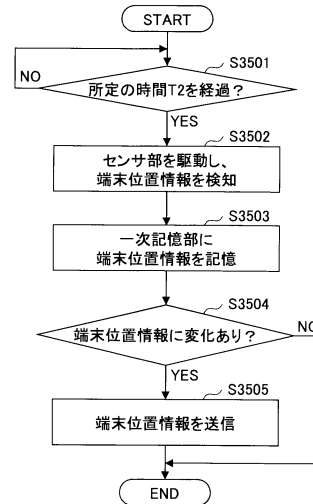 START
S3501
所定の時間T2を経過?
NO
YES
S3502
センサ部を駆動し、
端末位置情報を検知
S3503
一次記憶部に
端末位置情報を記憶
S3504
端末位置情報に変化あり?
NO
YES
S3505
端末位置情報を送信
END